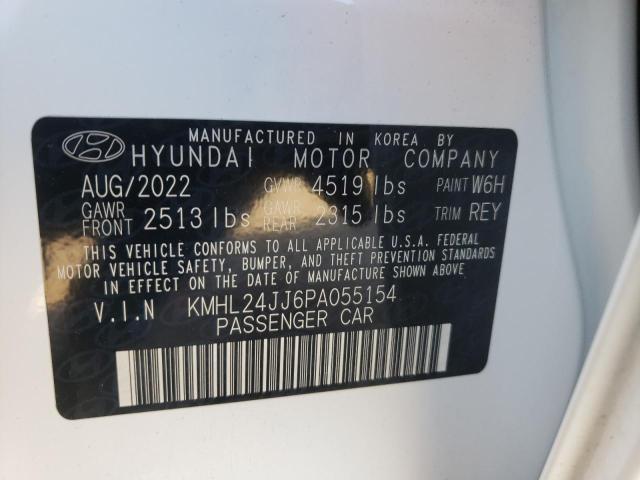 MANUFACTURED IN KOREA BY
HYUNDAI MOTOR COMPANY
AUG/2022 GVWR 4519 lbs PAINT W6H
GAWR FRONT 2513 lbs GAWR REAR 2315 lbs TRIM REY
THIS VEHICLE CONFORMS TO ALL APPLICABLE U.S.A. FEDERAL
MOTOR VEHICLE SAFETY, BUMPER, AND THEFT PREVENTION STANDARDS
IN EFFECT ON THE DATE OF MANUFACTURE SHOWN ABOVE.
V.I.N KMHL24JJ6PA055154
PASSENGER CAR